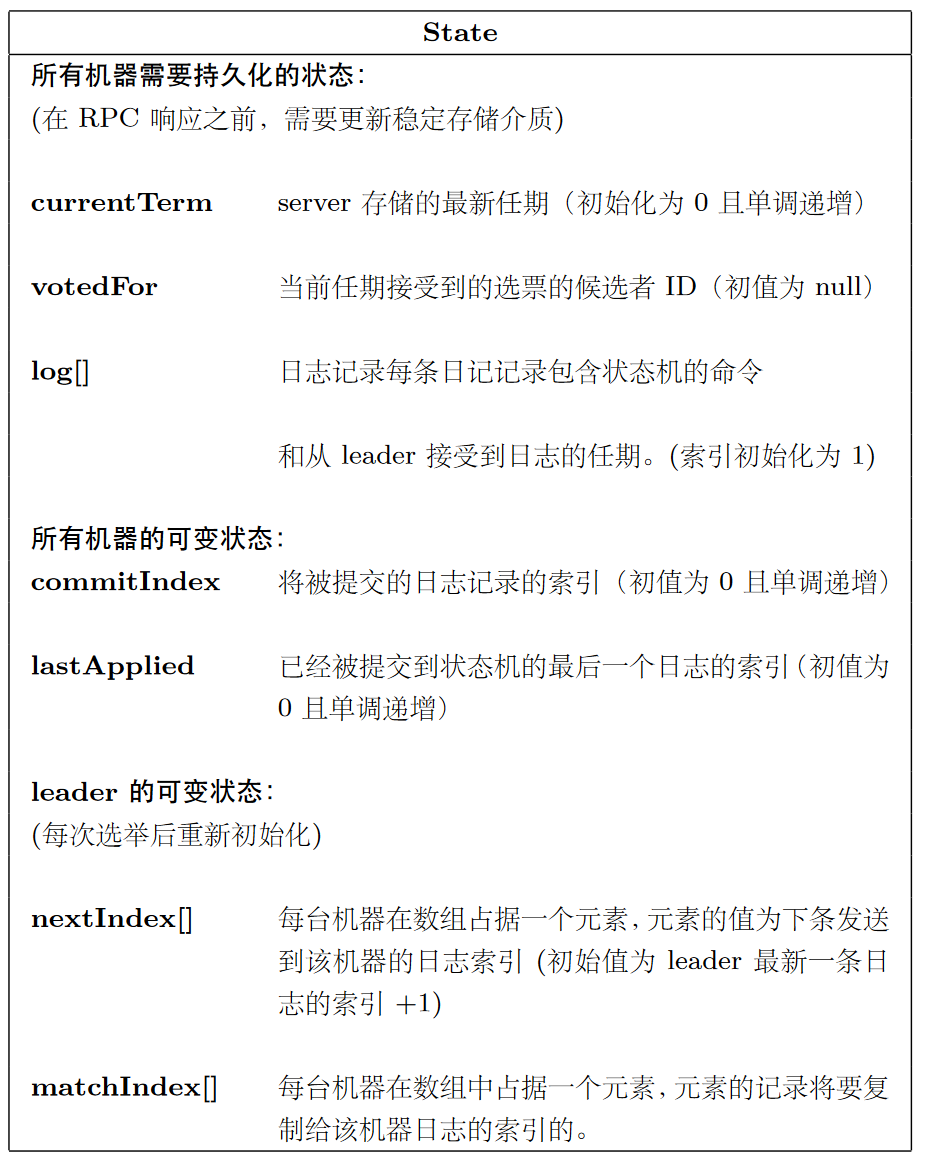 State
所有机器需要持久化的状态：
(在 RPC 响应之前，需要更新稳定存储介质)
currentTerm server 存储的最新任期（初始化为 0 且单调递增）
votedFor 当前任期接受到的选票的候选者 ID（初值为 null）
log[] 日志记录每条日记记录包含状态机的命令
和从 leader 接受到日志的任期。(索引初始化为 1)
所有机器的可变状态：
commitIndex 将被提交的日志记录的索引（初值为 0 且单调递增）
lastApplied 已经被提交到状态机的最后一个日志的索引（初值为
0 且单调递增）
leader 的可变状态：
(每次选举后重新初始化)
nextIndex[] 每台机器在数组占据一个元素，元素的值为下条发送
到该机器的日志索引 (初始值为 leader 最新一条日
志的索引 +1)
matchIndex[] 每台机器在数组中占据一个元素，元素的记录将要复
制给该机器日志的索引的。